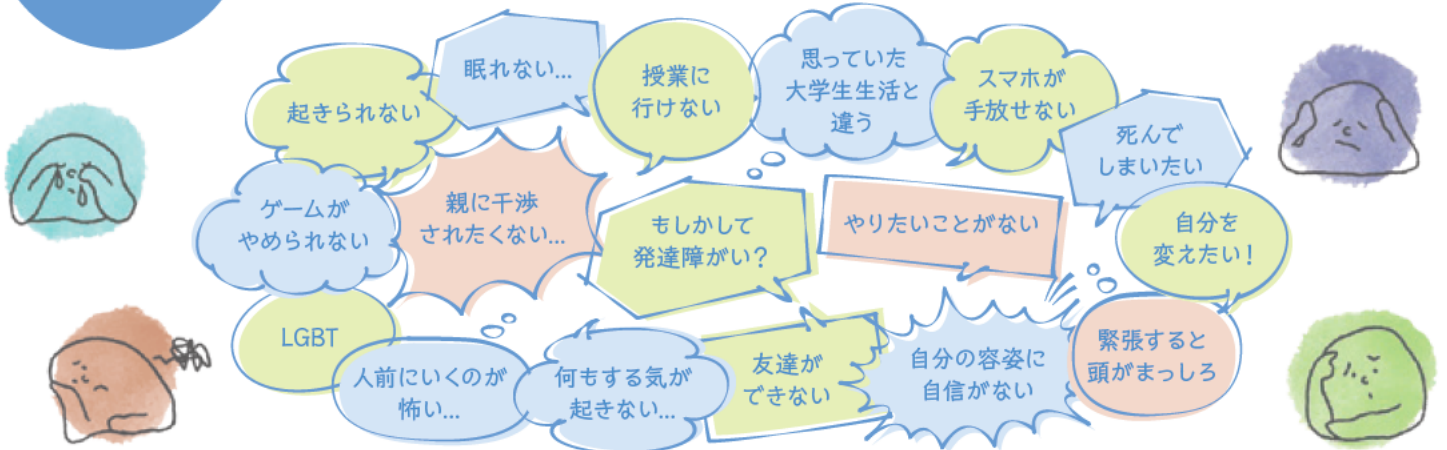 起きられない
眠れない...
授業に
行けない
思っていた
大学生生活と
違う
スマホが
手放せない
死んで
しまいたい
ゲームが
やめられない
親に干渉
されたくない...
もしかして
発達障がい？
やりたいことがない
自分を
変えたい！
LGBT
人前にいくのが
怖い...
何もする気が
起きない...
友達が
できない
自分の容姿に
自信がない
緊張すると
頭がまっしろ